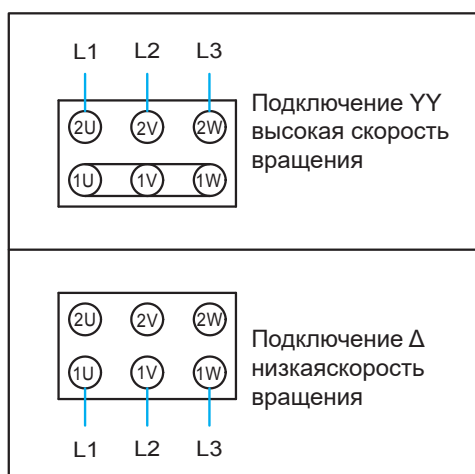 L1 L2 L3
Подключение YY
высокая скорость
вращения
2U 2V 2W
1U 1V 1W
2U 2V 2W
1U 1V 1W
Подключение Δ
низкаяскорость
вращения
L1 L2 L3